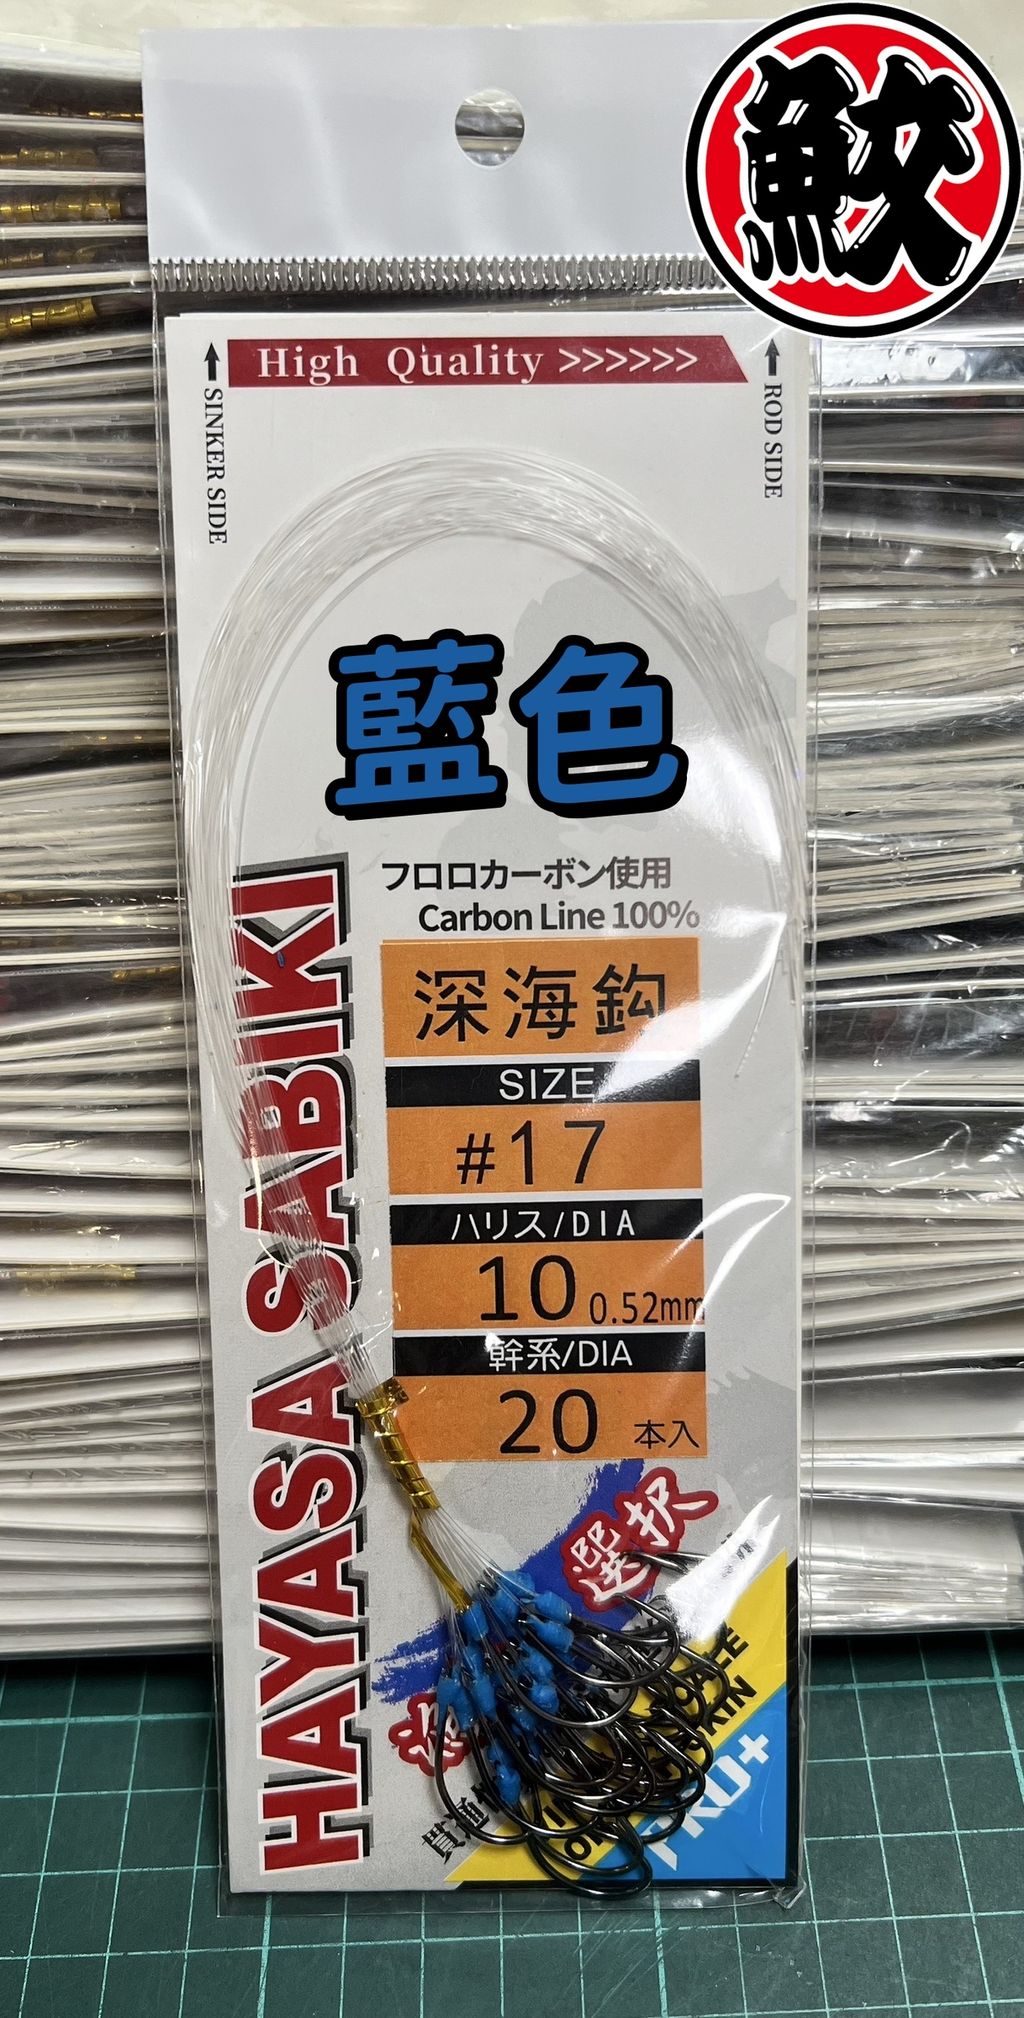 鮫
High Quality >>>>>>
SINKER SIDE
ROD SIDE
藍色
フロロカーボン使用
Carbon Line 100%
深海鈎
SIZE
#17
ハリス/DIA
10 0.52mm
幹系/DIA
20 本入
HAYASA SABIKI
選択
PRO+